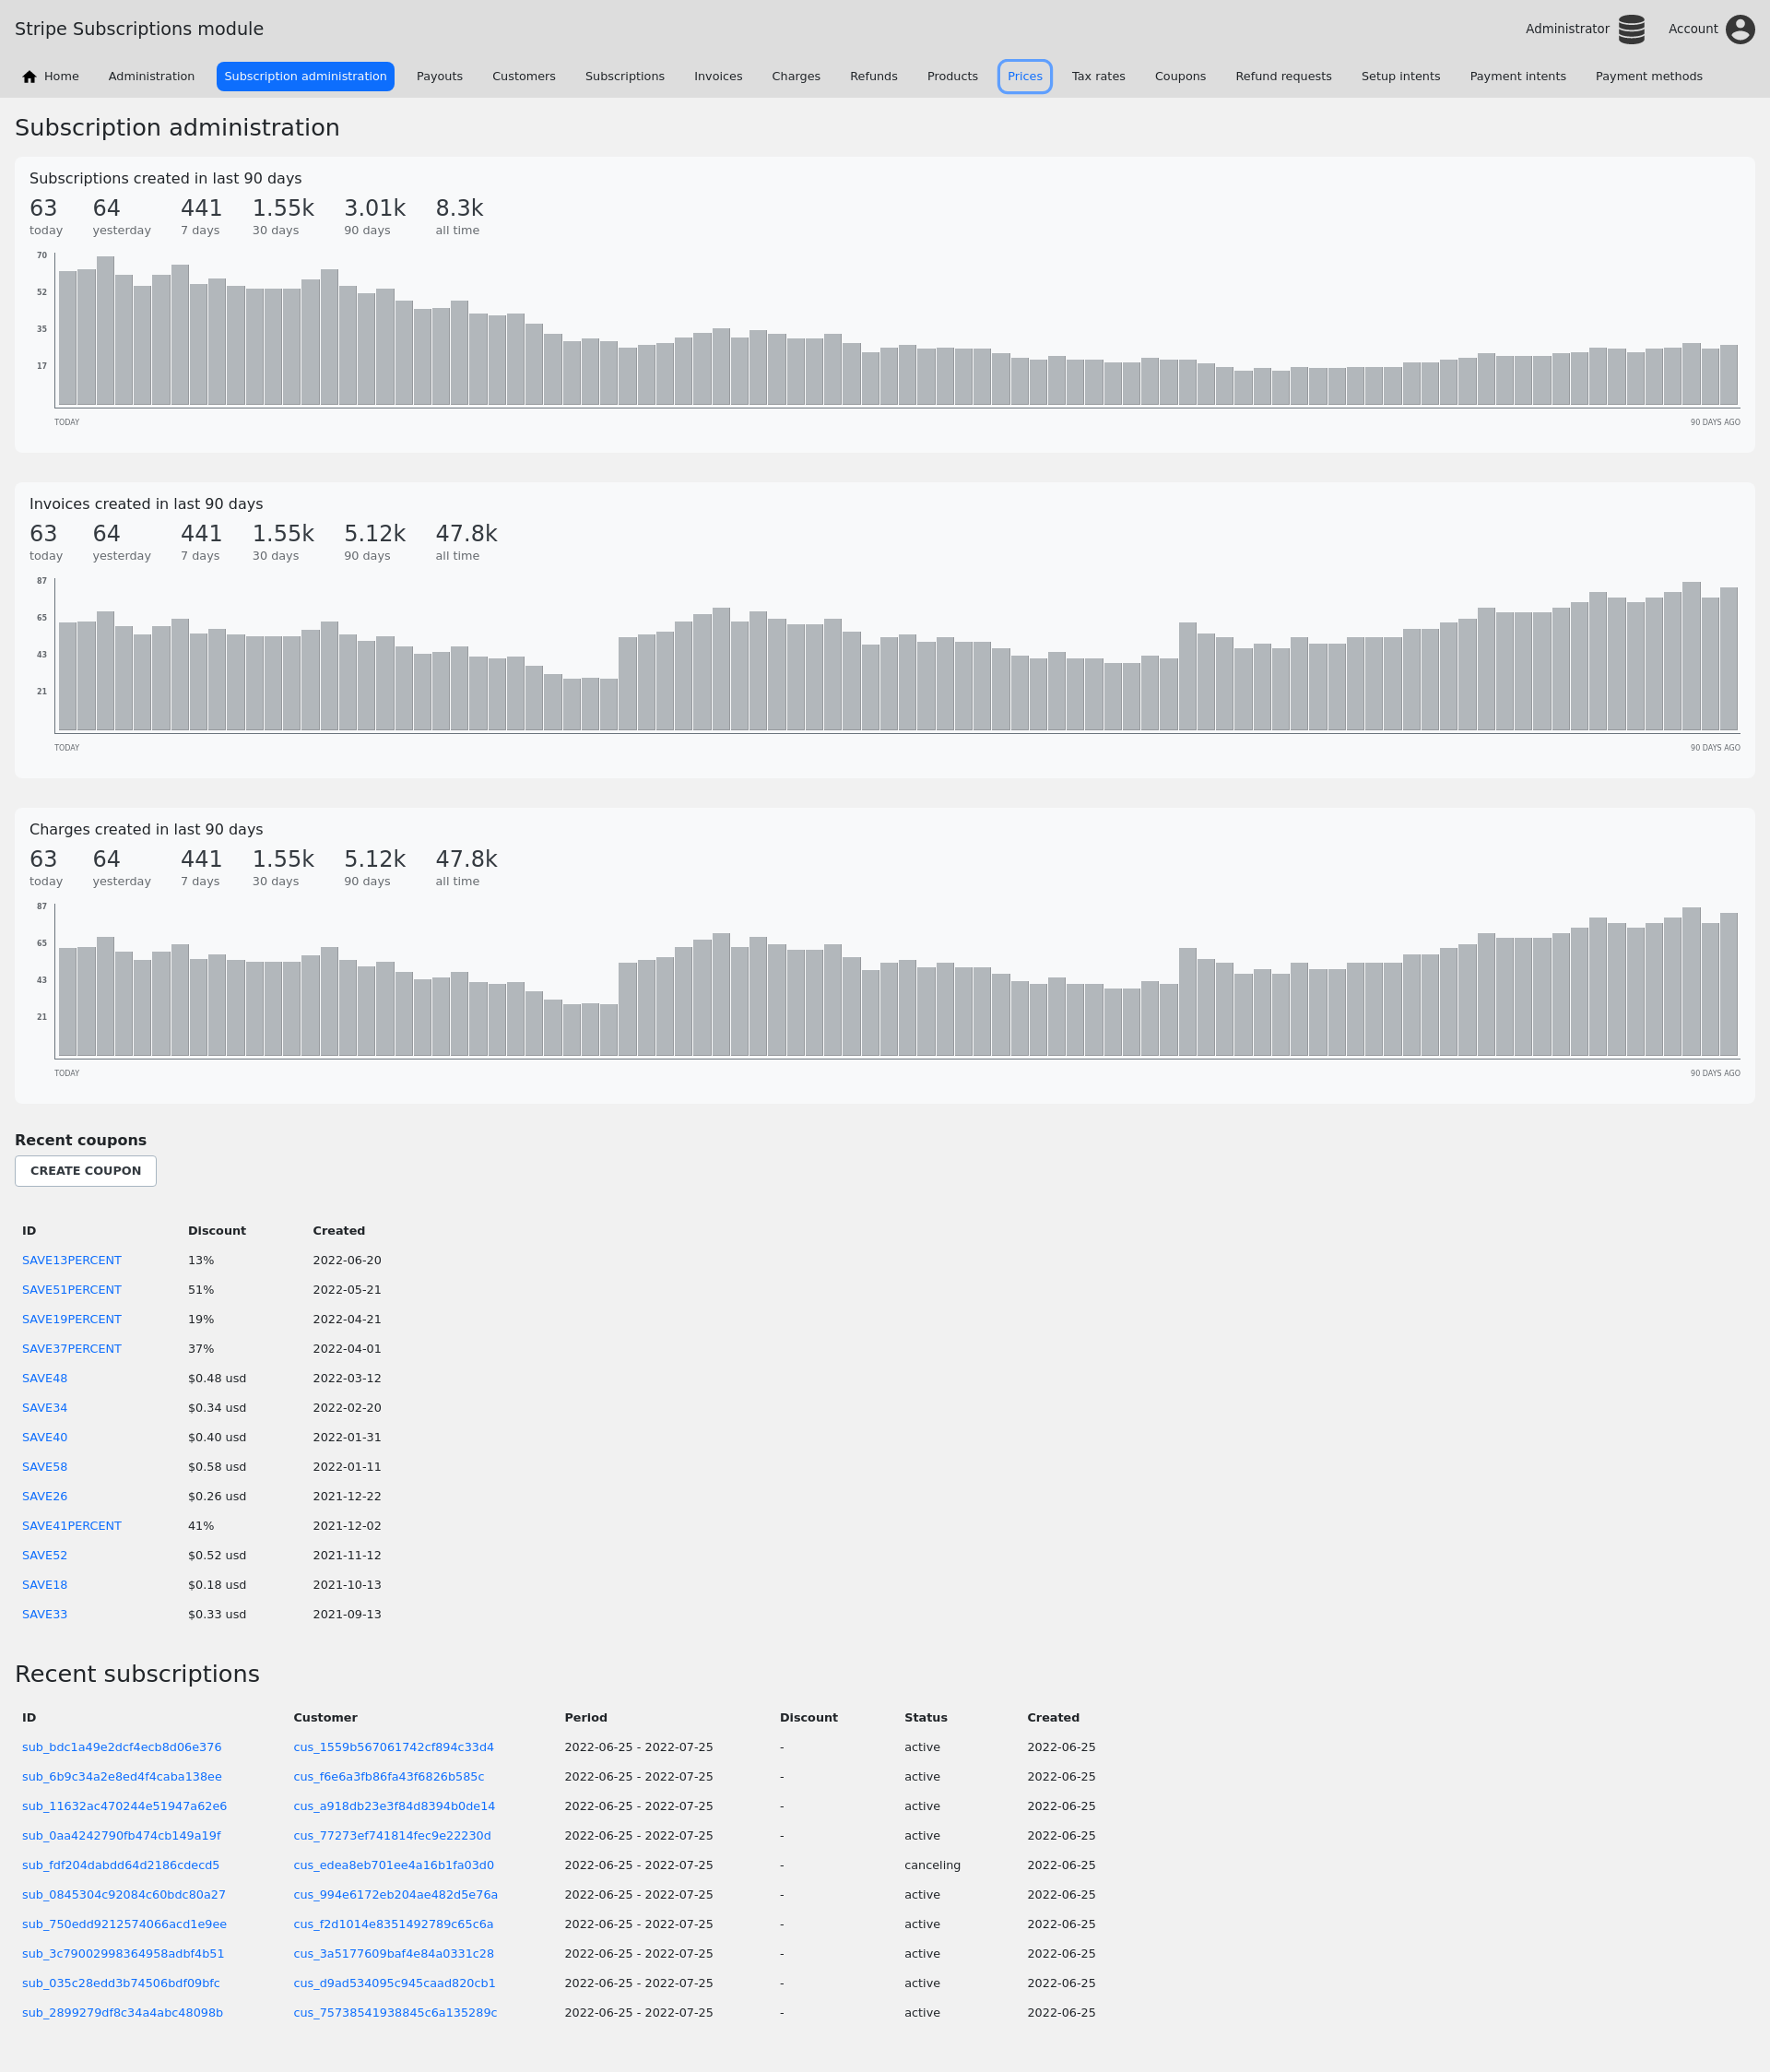 Stripe Subscriptions module
Administrator Account
Home Administration Subscription administration Payouts Customers Subscriptions Invoices Charges Refunds Products Prices Tax rates Coupons Refund requests Setup intents Payment intents Payment methods
Subscription administration
Subscriptions created in last 90 days
63 64 441 1.55k 3.01k 8.3k
today yesterday 7 days 30 days 90 days all time
70
52
35
17
TODAY 90 DAYS AGO
Invoices created in last 90 days
63 64 441 1.55k 5.12k 47.8k
today yesterday 7 days 30 days 90 days all time
87
65
43
21
TODAY 90 DAYS AGO
Charges created in last 90 days
63 64 441 1.55k 5.12k 47.8k
today yesterday 7 days 30 days 90 days all time
87
65
43
21
TODAY 90 DAYS AGO
Recent coupons
CREATE COUPON
ID Discount Created
SAVE13PERCENT 13% 2022-06-20
SAVE51PERCENT 51% 2022-05-21
SAVE19PERCENT 19% 2022-04-21
SAVE37PERCENT 37% 2022-04-01
SAVE48 $0.48 usd 2022-03-12
SAVE34 $0.34 usd 2022-02-20
SAVE40 $0.40 usd 2022-01-31
SAVE58 $0.58 usd 2022-01-11
SAVE26 $0.26 usd 2021-12-22
SAVE41PERCENT 41% 2021-12-02
SAVE52 $0.52 usd 2021-11-12
SAVE18 $0.18 usd 2021-10-13
SAVE33 $0.33 usd 2021-09-13
Recent subscriptions
ID Customer Period Discount Status Created
sub_bdc1a49e2dcf4ecb8d06e376 cus_1559b567061742cf894c33d4 2022-06-25 - 2022-07-25 - active 2022-06-25
sub_6b9c34a2e8ed4f4caba138ee cus_f6e6a3fb86fa43f6826b585c 2022-06-25 - 2022-07-25 - active 2022-06-25
sub_11632ac470244e51947a62e6 cus_a918db23e3f84d8394b0de14 2022-06-25 - 2022-07-25 - active 2022-06-25
sub_0aa4242790fb474cb149a19f cus_77273ef741814fec9e22230d 2022-06-25 - 2022-07-25 - active 2022-06-25
sub_fdf204dabdd64d2186cdecd5 cus_edea8eb701ee4a16b1fa03d0 2022-06-25 - 2022-07-25 - canceling 2022-06-25
sub_0845304c92084c60bdc80a27 cus_994e6172eb204ae482d5e76a 2022-06-25 - 2022-07-25 - active 2022-06-25
sub_750edd9212574066acd1e9ee cus_f2d1014e8351492789c65c6a 2022-06-25 - 2022-07-25 - active 2022-06-25
sub_3c79002998364958adbf4b51 cus_3a5177609baf4e84a0331c28 2022-06-25 - 2022-07-25 - active 2022-06-25
sub_035c28edd3b74506bdf09bfc cus_d9ad534095c945caad820cb1 2022-06-25 - 2022-07-25 - active 2022-06-25
sub_2899279df8c34a4abc48098b cus_75738541938845c6a135289c 2022-06-25 - 2022-07-25 - active 2022-06-25